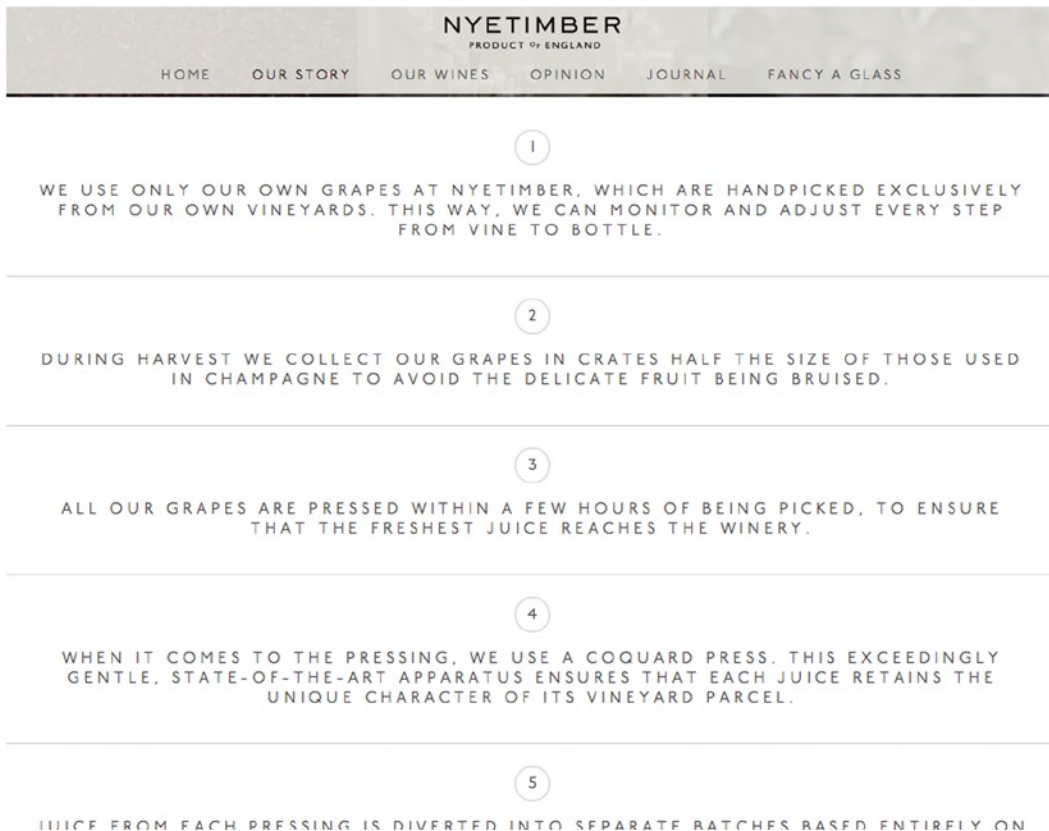 NYETIMBER
PRODUCT OF ENGLAND
HOME OUR STORY OUR WINES OPINION JOURNAL FANCY A GLASS
1
WE USE ONLY OUR OWN GRAPES AT NYETIMBER, WHICH ARE HANDPICKED EXCLUSIVELY
FROM OUR OWN VINEYARDS. THIS WAY, WE CAN MONITOR AND ADJUST EVERY STEP
FROM VINE TO BOTTLE.
2
DURING HARVEST WE COLLECT OUR GRAPES IN CRATES HALF THE SIZE OF THOSE USED
IN CHAMPAGNE TO AVOID THE DELICATE FRUIT BEING BRUISED.
3
ALL OUR GRAPES ARE PRESSED WITHIN A FEW HOURS OF BEING PICKED, TO ENSURE
THAT THE FRESHEST JUICE REACHES THE WINERY.
4
WHEN IT COMES TO THE PRESSING, WE USE A COQUARD PRESS. THIS EXCEEDINGLY
GENTLE, STATE-OF-THE-ART APPARATUS ENSURES THAT EACH JUICE RETAINS THE
UNIQUE CHARACTER OF ITS VINEYARD PARCEL.
5
JUICE FROM EACH PRESSING IS DIVERTED INTO SEPARATE BATCHES BASED ENTIRELY ON